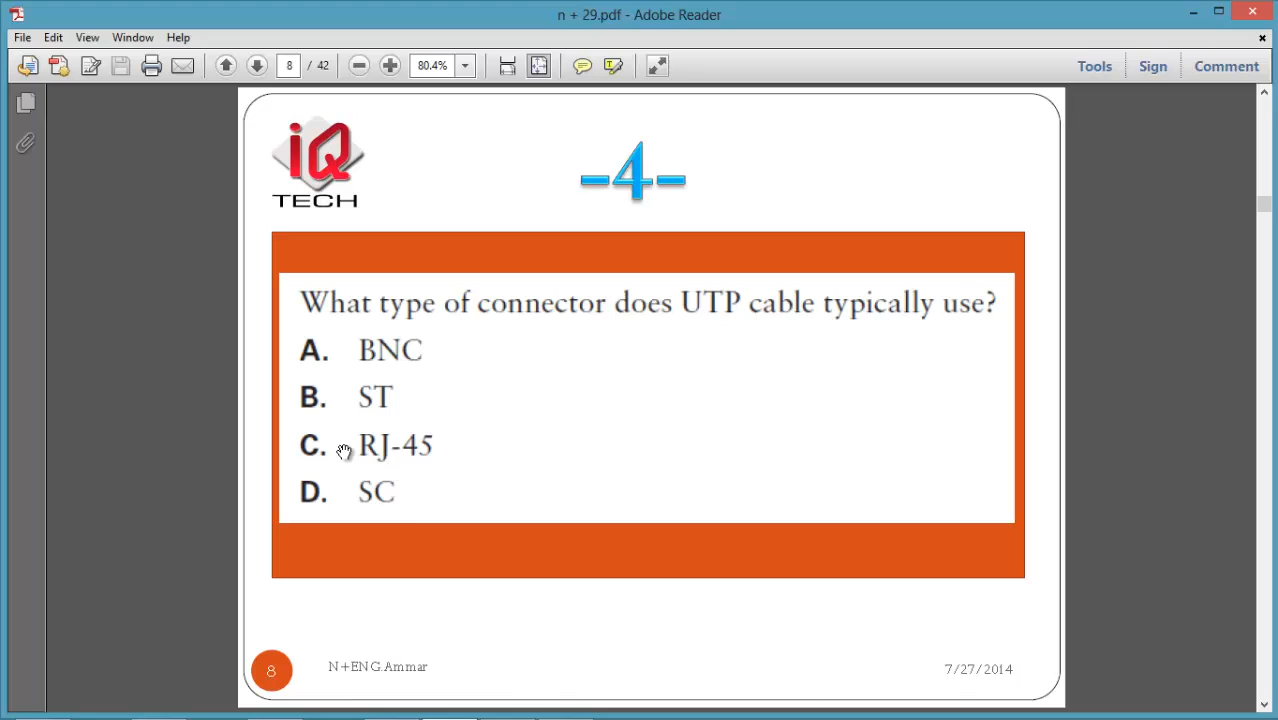 n + 29.pdf - Adobe Reader
File Edit View Window Help
8 / 42 80.4% Tools Sign Comment
iQ
TECH
-4-
What type of connector does UTP cable typically use?
A. BNC
B. ST
C. RJ-45
D. SC
8 N+ENG.Ammar 7/27/2014